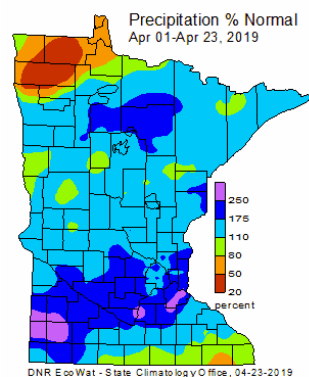 Precipitation % Normal
Apr 01-Apr 23, 2019
250
175
110
80
50
20
percent
DNR EcoWat - State Climatology Office, 04-23-2019